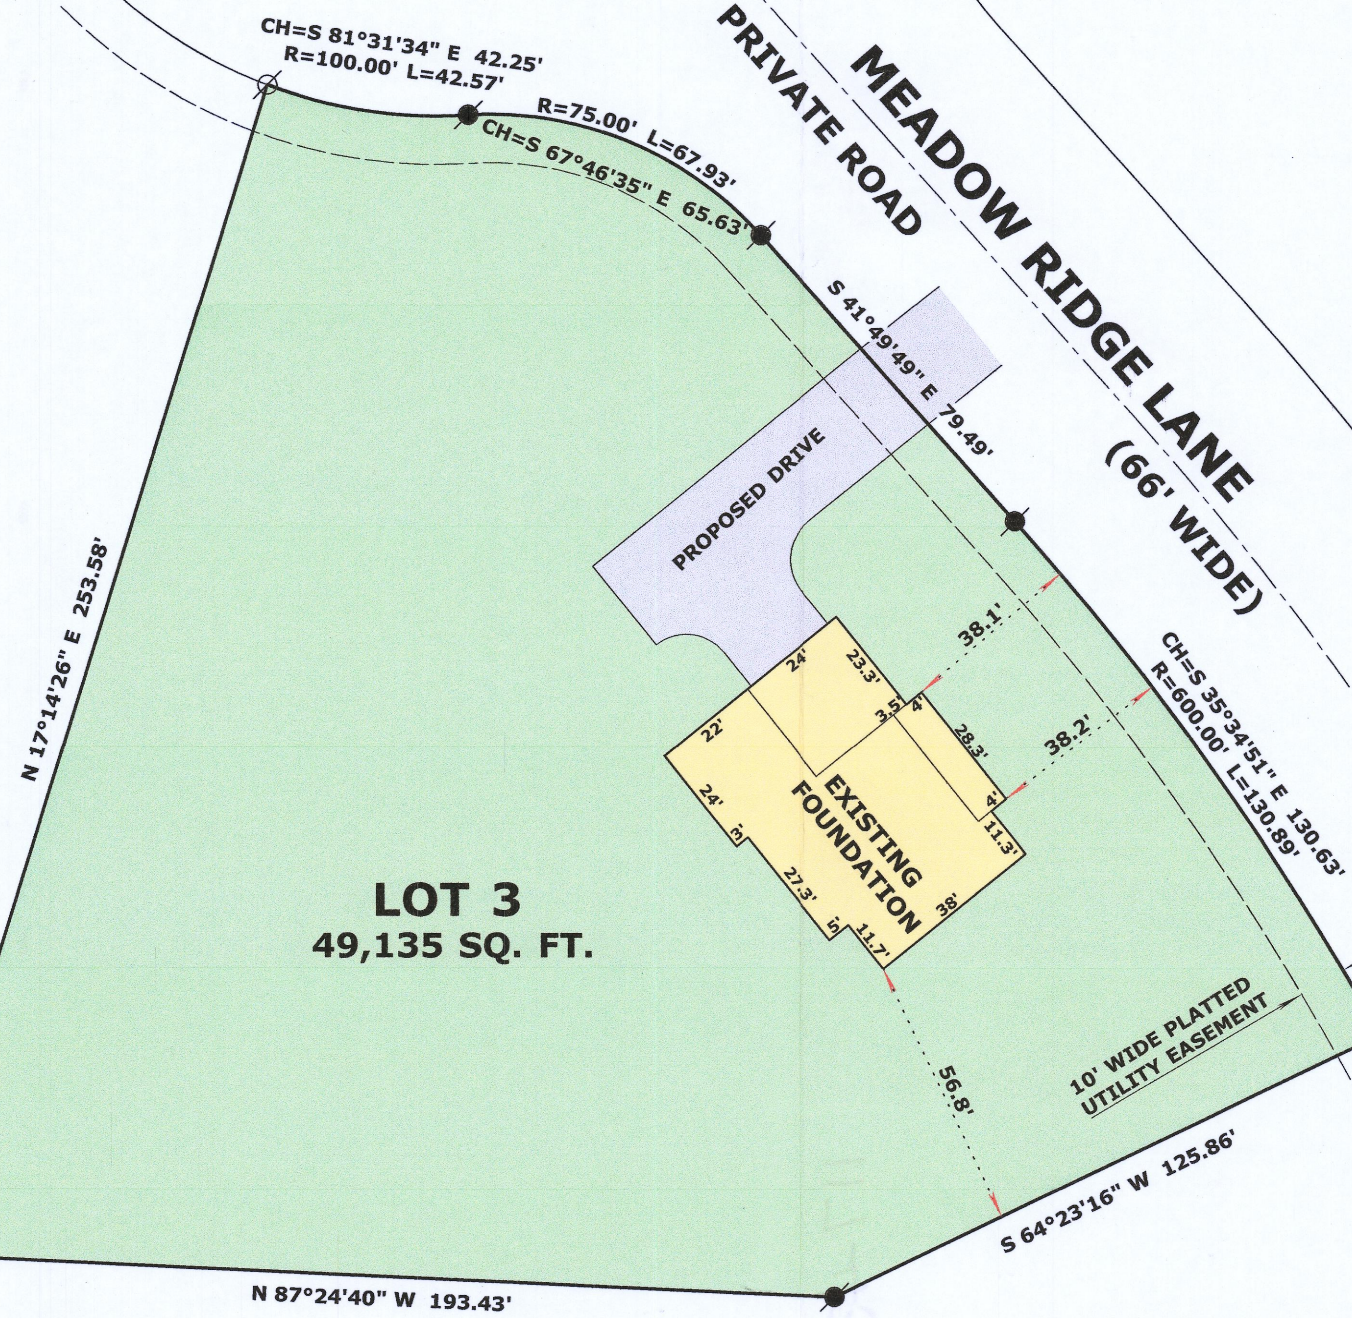 CH=S 81°31'34" E 42.25'
R=100.00' L=42.57'
R=75.00' L=67.93'
CH=S 67°46'35" E 65.63'
PRIVATE ROAD
MEADOW RIDGE LANE
(66' WIDE)
S 41°49'49" E 79.49'
PROPOSED DRIVE
N 17°14'26" E 253.58'
38.1'
38.2'
CH=S 35°34'51" E 130.63'
R=600.00' L=130.89'
24'
23.3'
3.5'
4'
22'
28.3'
4'
24'
3'
11.3'
EXISTING
FOUNDATION
27.3'
5'
11.7'
38'
LOT 3
49,135 SQ. FT.
56.8'
10' WIDE PLATTED
UTILITY EASEMENT
S 64°23'16" W 125.86'
N 87°24'40" W 193.43'